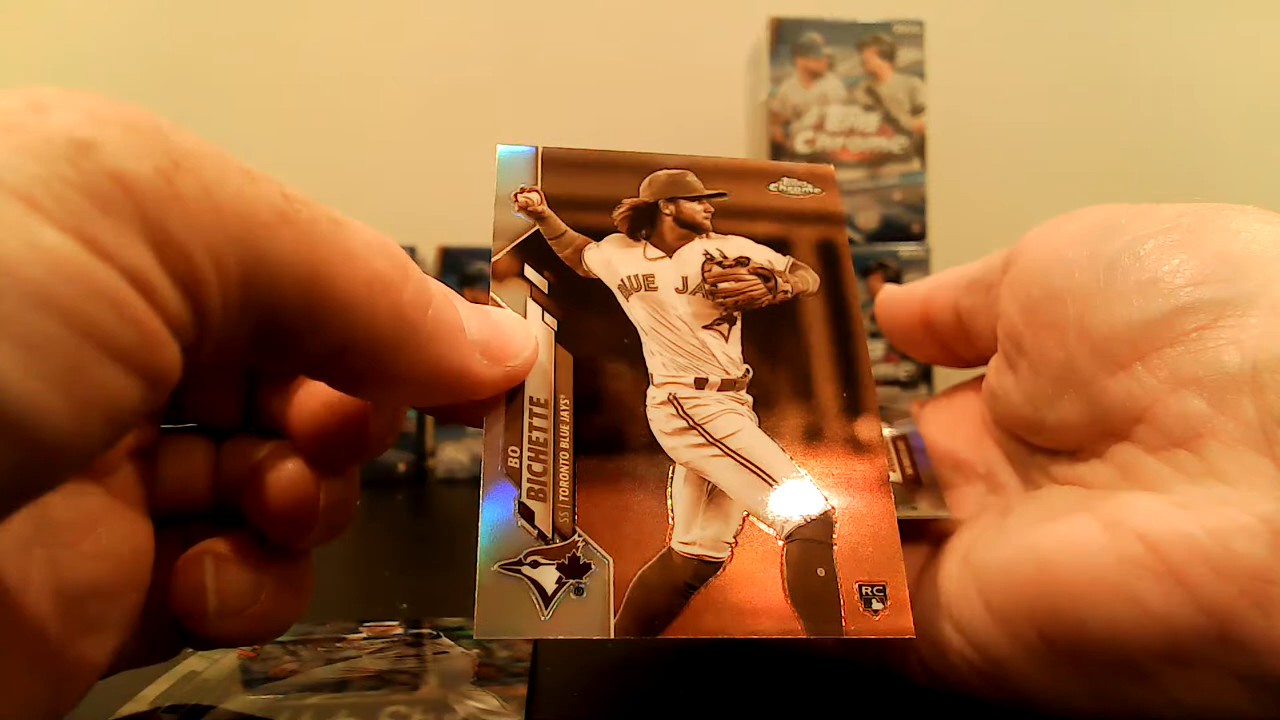 Topps
Chrome
Topps
Chrome
BLUE JA
BO
BICHETTE
SS | TORONTO BLUE JAYS
RC